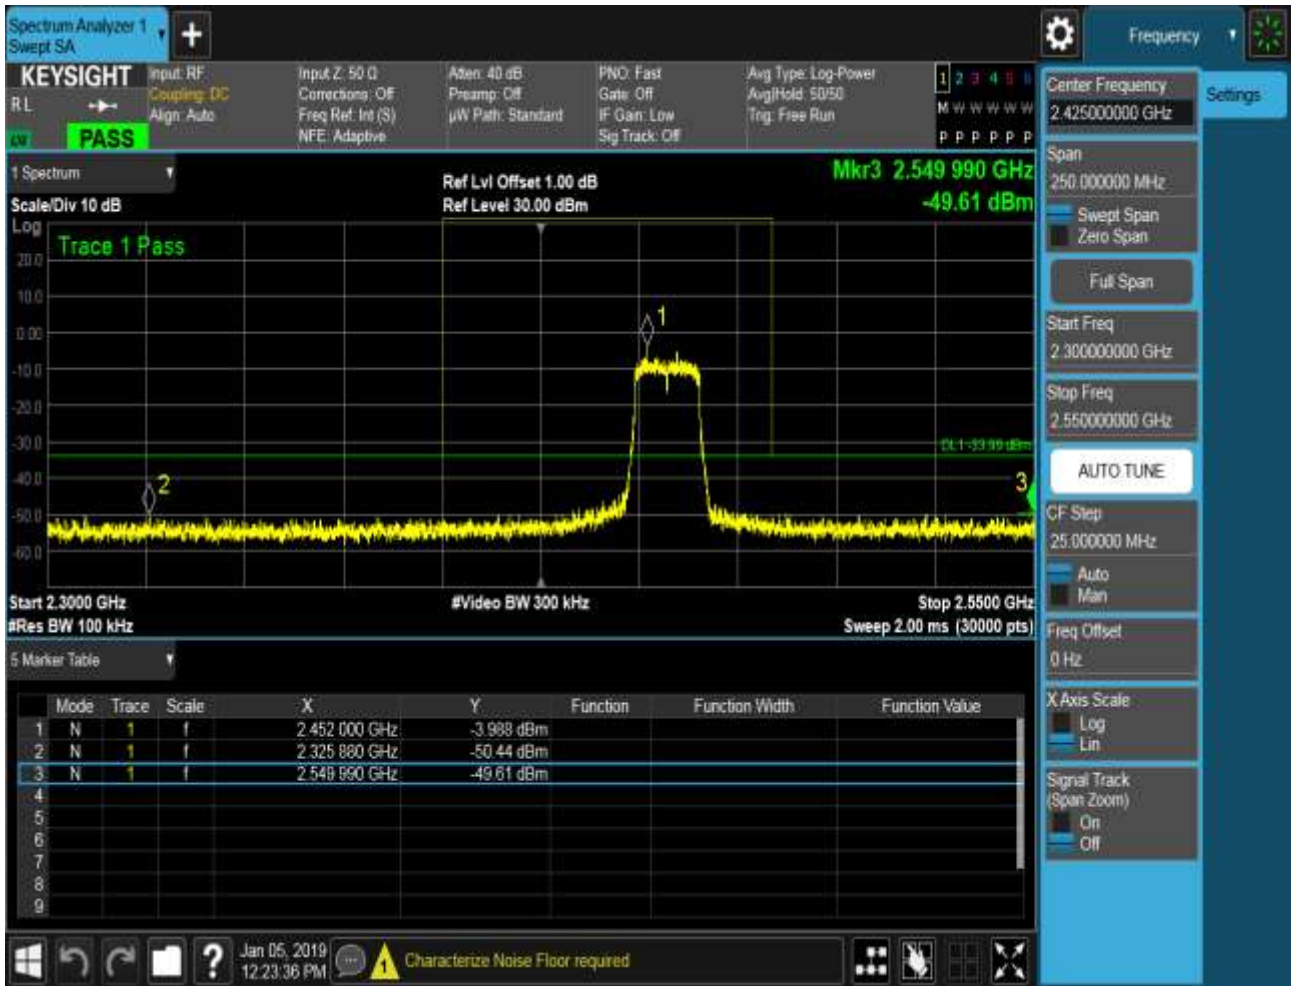 Spectrum Analyzer 1
Swept SA
+
Frequency
KEYSIGHT
RL
PASS
Input: RF
Coupling: DC
Align: Auto
Input Z: 50 Ω
Corrections: Off
Freq Ref: Int (S)
NFE: Adaptive
Atten: 40 dB
Preamp: Off
µW Path: Standard
PNO: Fast
Gate: Off
IF Gain: Low
Sig Track: Off
Avg Type: Log-Power
Avg|Hold: 50/50
Trig: Free Run
1 2 3 4 5 6
M W W W W W
P P P P P P
1 Spectrum
Scale/Div 10 dB
Ref Lvl Offset 1.00 dB
Ref Level 30.00 dBm
Mkr3 2.549 990 GHz
-49.61 dBm
Log
Trace 1 Pass
20.0
10.0
0.00
-10.0
-20.0
-30.0
-40.0
-50.0
-60.0
1
2
3
DL1 -33.99 dBm
Start 2.3000 GHz
#Video BW 300 kHz
Stop 2.5500 GHz
#Res BW 100 kHz
Sweep 2.00 ms (30000 pts)
5 Marker Table
Mode Trace Scale X Y Function Function Width Function Value
1 N 1 f 2.452 000 GHz -3.988 dBm
2 N 1 f 2.325 880 GHz -50.44 dBm
3 N 1 f 2.549 990 GHz -49.61 dBm
4
5
6
7
8
9
Center Frequency
2.425000000 GHz
Settings
Span
250.000000 MHz
Swept Span
Zero Span
Full Span
Start Freq
2.300000000 GHz
Stop Freq
2.550000000 GHz
AUTO TUNE
CF Step
25.000000 MHz
Auto
Man
Freq Offset
0 Hz
X Axis Scale
Log
Lin
Signal Track
(Span Zoom)
On
Off
?
Jan 05, 2019
12:23:36 PM
1
Characterize Noise Floor required